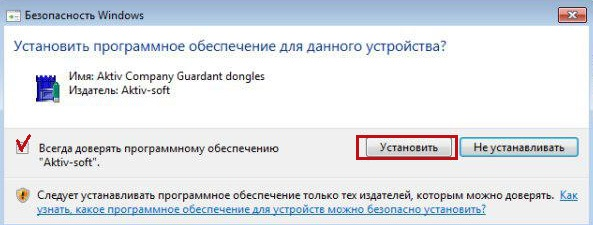 Безопасность Windows
Установить программное обеспечение для данного устройства?
Имя: Aktiv Company Guardant dongles
Издатель: Aktiv-soft
Всегда доверять программному обеспечению
"Aktiv-soft".
Установить
Не устанавливать
Следует устанавливать программное обеспечение только тех издателей, которым можно доверять. Как
узнать, какое программное обеспечение для устройств можно безопасно установить?